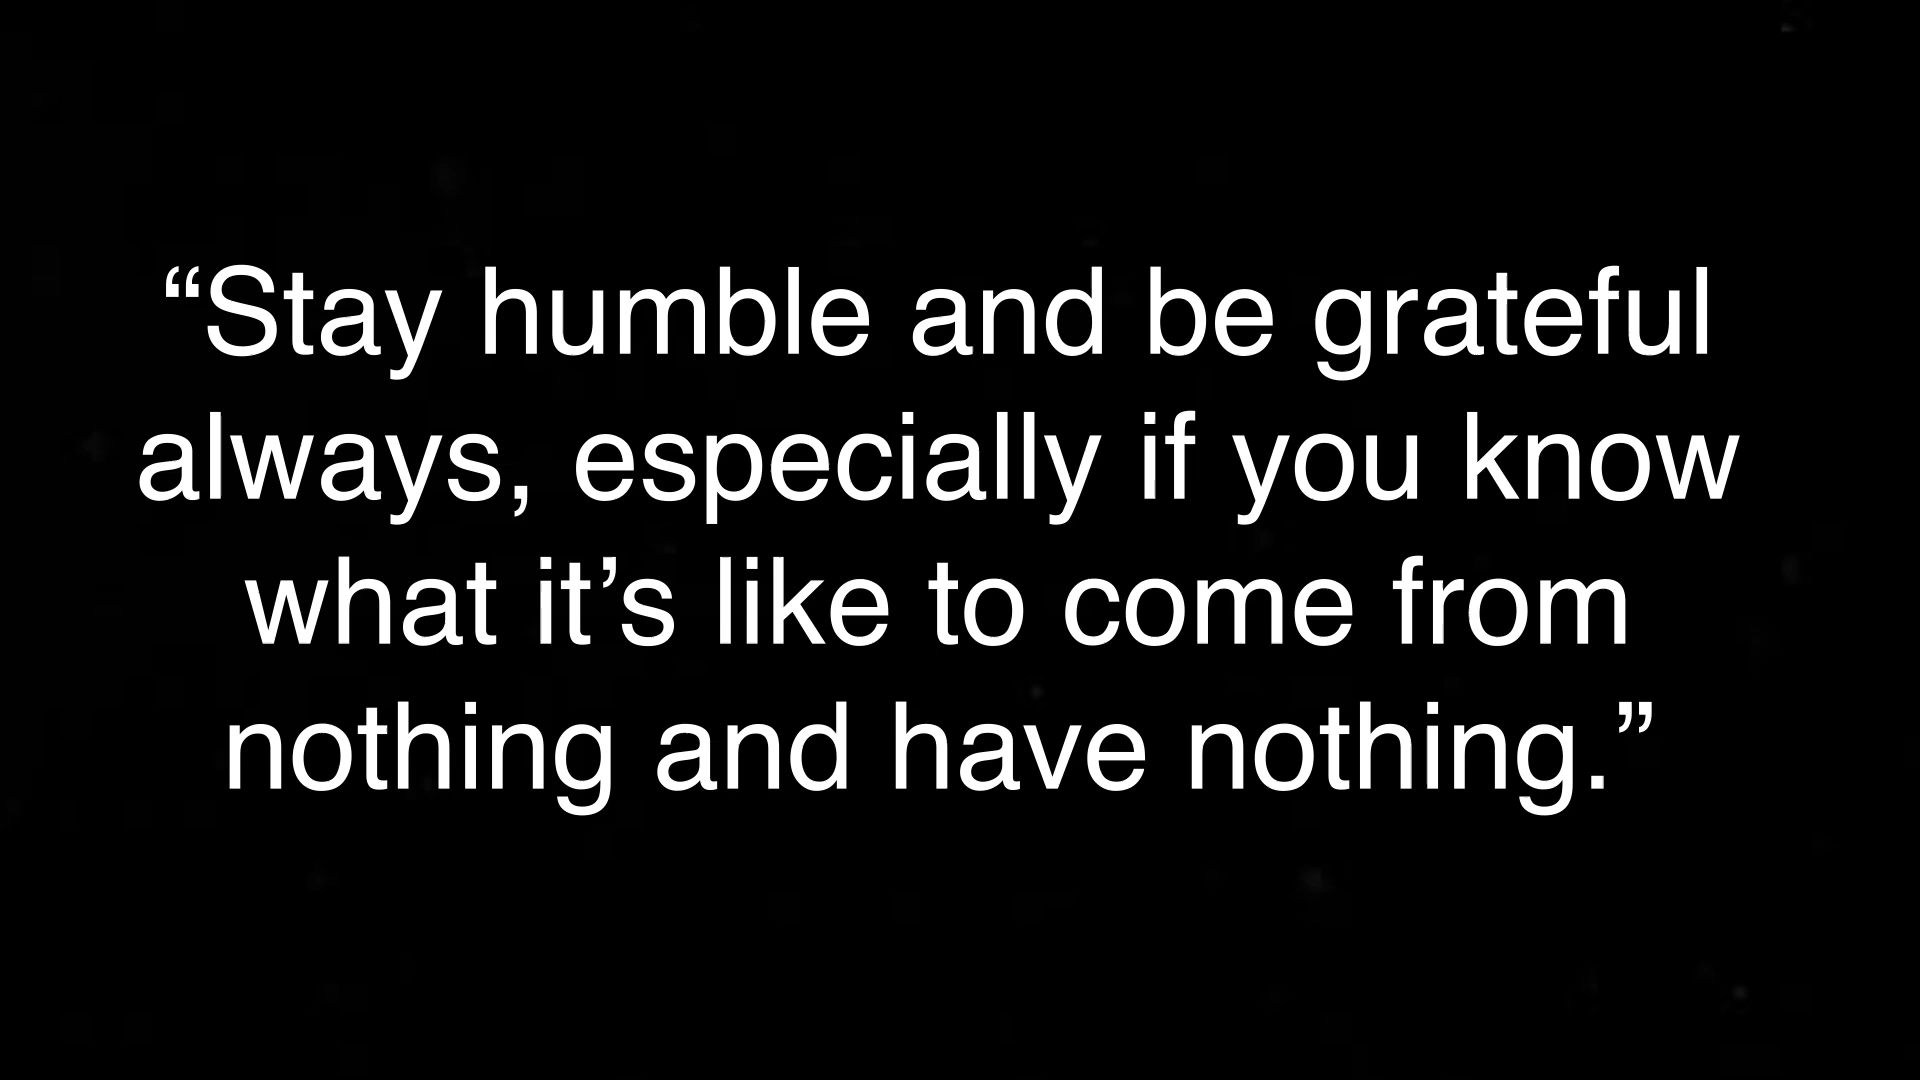 “Stay humble and be grateful
always, especially if you know
what it’s like to come from
nothing and have nothing.”